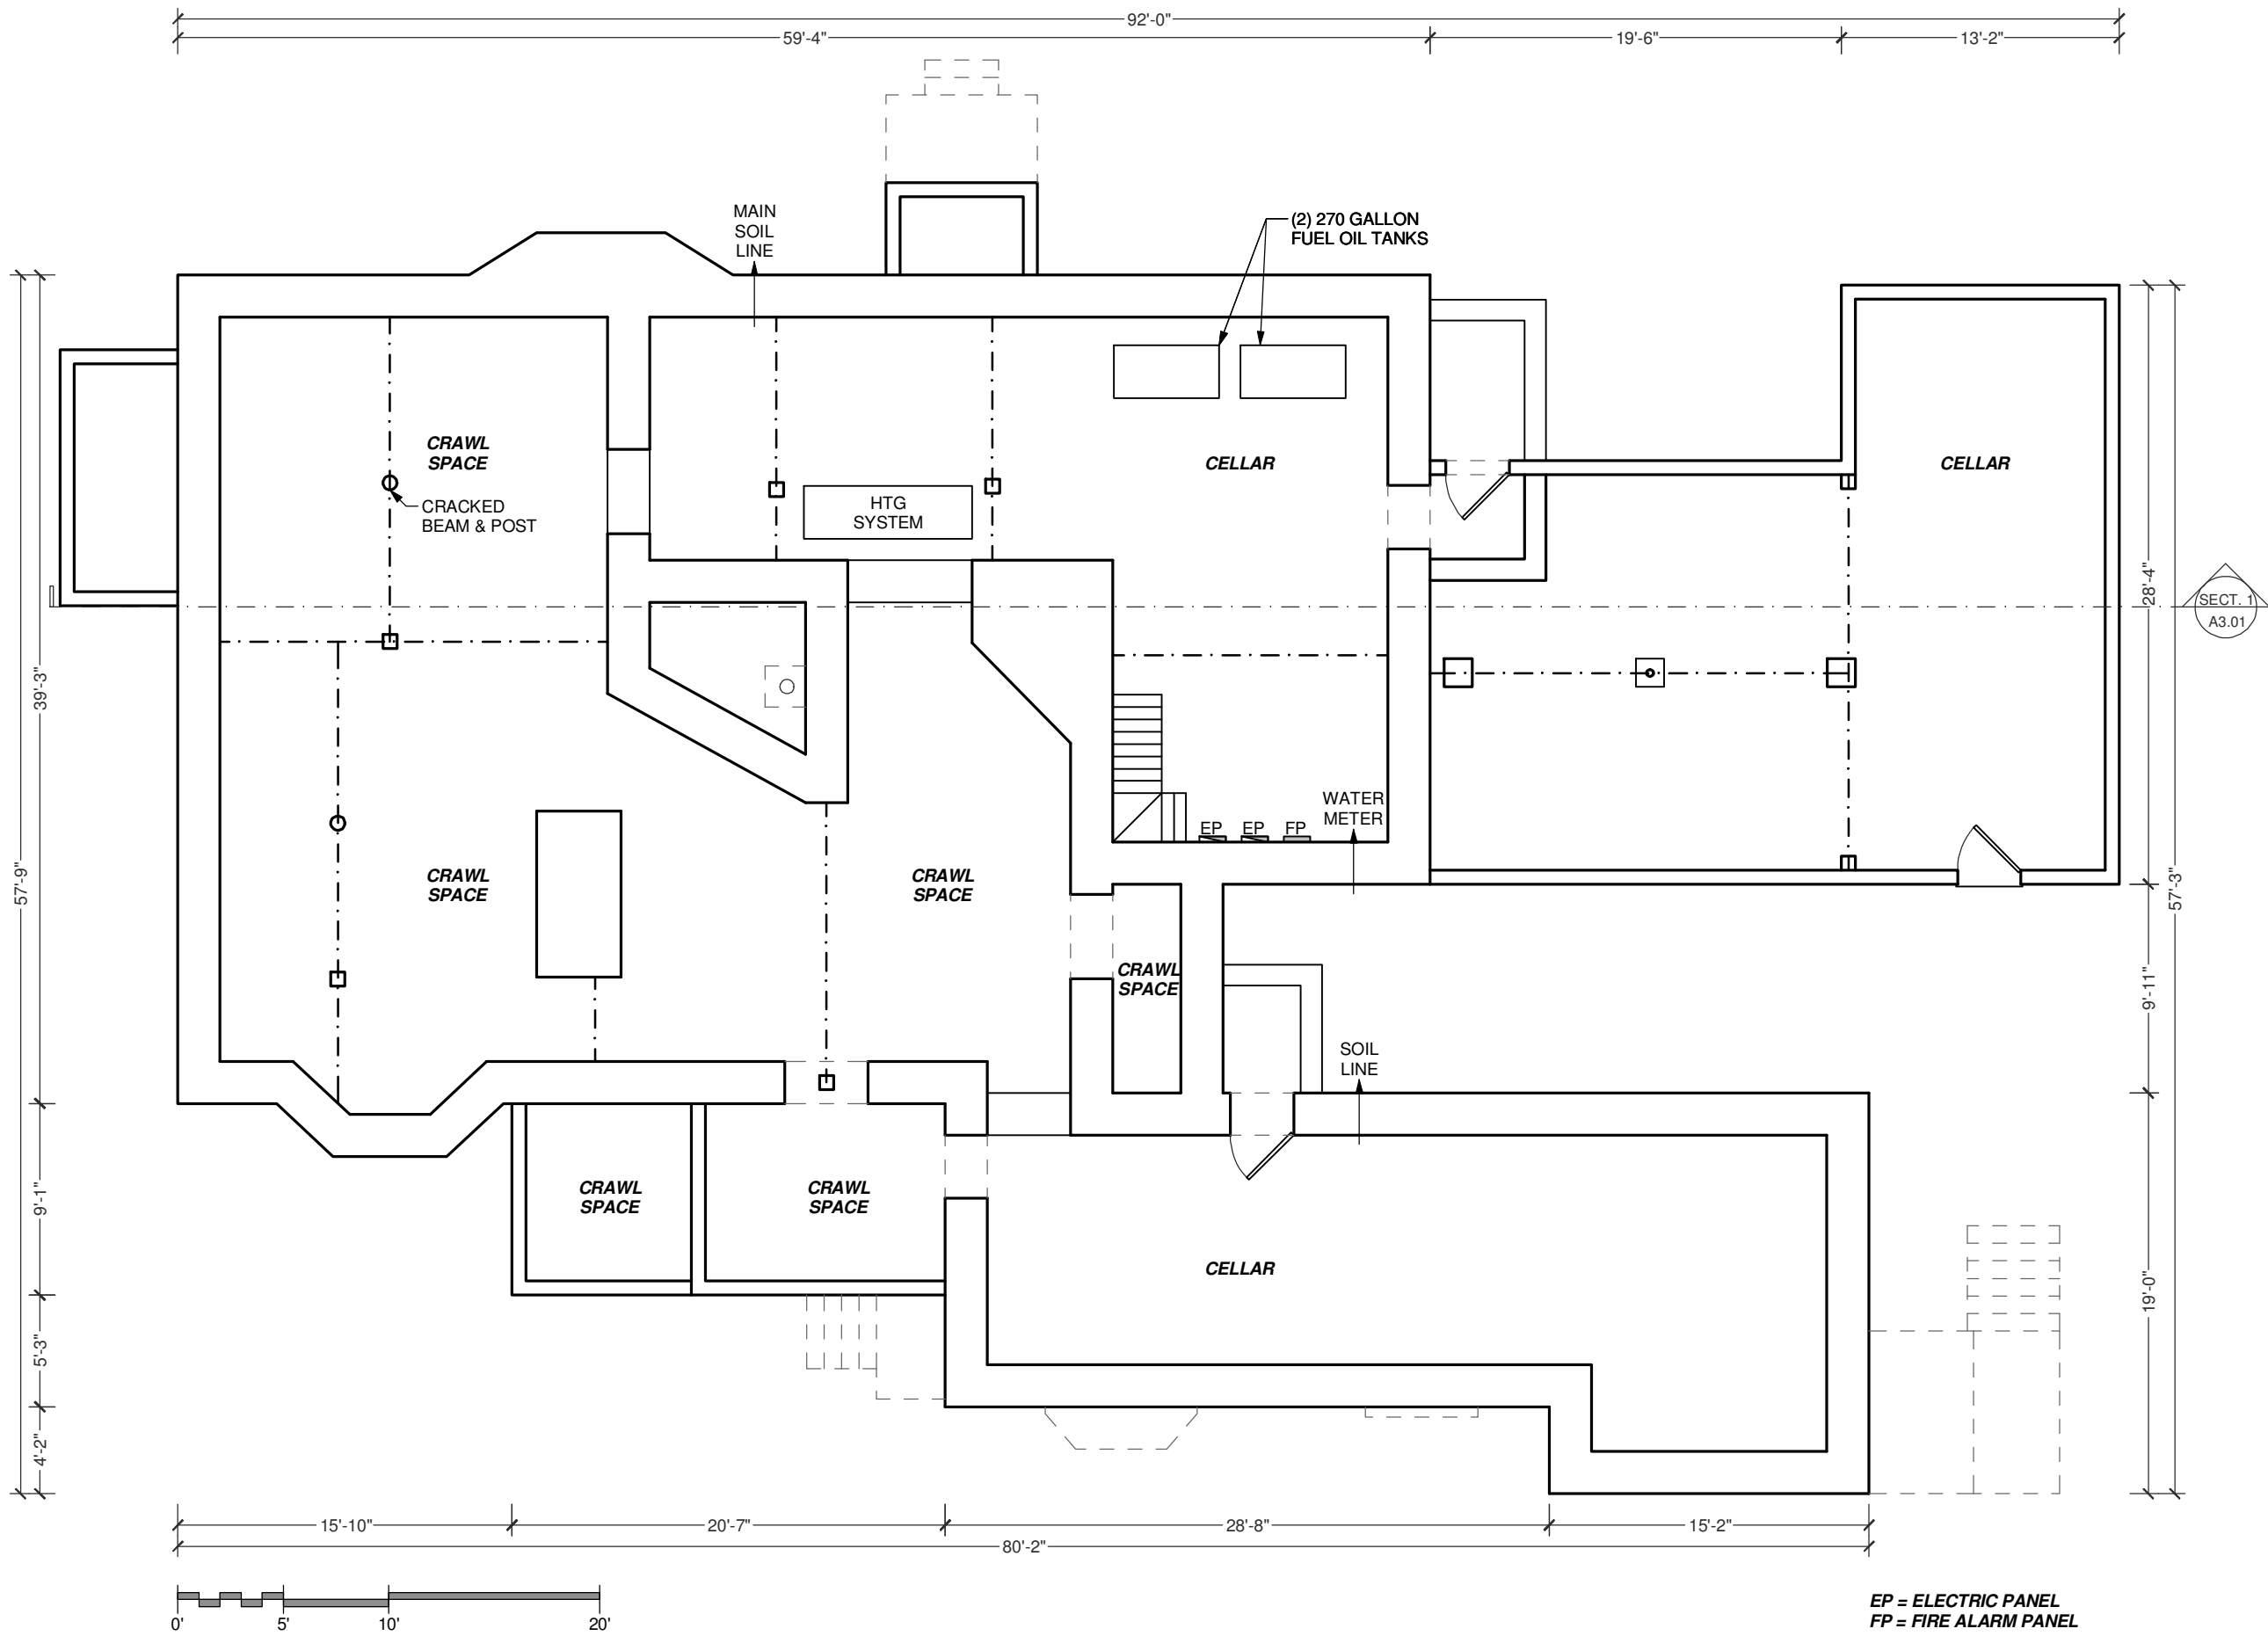 92'-0"
59'-4"
19'-6"
13'-2"
MAIN
SOIL
LINE
(2) 270 GALLON
FUEL OIL TANKS
CRAWL
SPACE
CELLAR
CELLAR
CRACKED
BEAM & POST
HTG
SYSTEM
28'-4"
SECT. 1
A3.01
39'-3"
WATER
METER
EP
EP
FP
57'-9"
CRAWL
SPACE
CRAWL
SPACE
57'-3"
CRAWL
SPACE
9'-11"
SOIL
LINE
9'-1"
CRAWL
SPACE
CRAWL
SPACE
CELLAR
19'-0"
5'-3"
4'-2"
15'-10"
20'-7"
28'-8"
15'-2"
80'-2"
0'
5'
10'
20'
EP = ELECTRIC PANEL
FP = FIRE ALARM PANEL